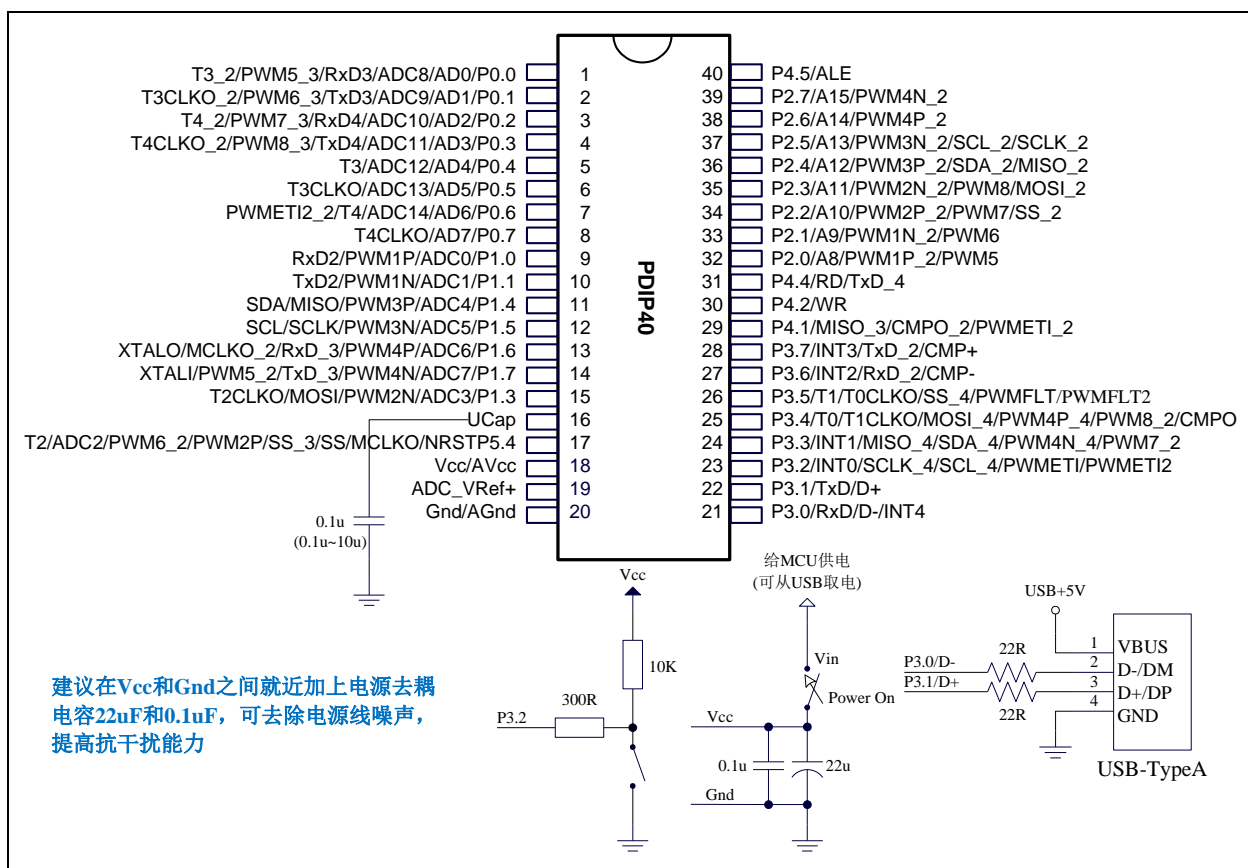 T3_2/PWM5_3/RxD3/ADC8/AD0/P0.0 1 40 P4.5/ALE
T3CLKO_2/PWM6_3/TxD3/ADC9/AD1/P0.1 2 39 P2.7/A15/PWM4N_2
T4_2/PWM7_3/RxD4/ADC10/AD2/P0.2 3 38 P2.6/A14/PWM4P_2
T4CLKO_2/PWM8_3/TxD4/ADC11/AD3/P0.3 4 37 P2.5/A13/PWM3N_2/SCL_2/SCLK_2
T3/ADC12/AD4/P0.4 5 36 P2.4/A12/PWM3P_2/SDA_2/MISO_2
T3CLKO/ADC13/AD5/P0.5 6 35 P2.3/A11/PWM2N_2/PWM8/MOSI_2
PWMETI2_2/T4/ADC14/AD6/P0.6 7 34 P2.2/A10/PWM2P_2/PWM7/SS_2
T4CLKO/AD7/P0.7 8 33 P2.1/A9/PWM1N_2/PWM6
RxD2/PWM1P/ADC0/P1.0 9 32 P2.0/A8/PWM1P_2/PWM5
TxD2/PWM1N/ADC1/P1.1 10 31 P4.4/RD/TxD_4
SDA/MISO/PWM3P/ADC4/P1.4 11 30 P4.2/WR
SCL/SCLK/PWM3N/ADC5/P1.5 12 29 P4.1/MISO_3/CMPO_2/PWMETI_2
XTALO/MCLKO_2/RxD_3/PWM4P/ADC6/P1.6 13 28 P3.7/INT3/TxD_2/CMP+
XTALI/PWM5_2/TxD_3/PWM4N/ADC7/P1.7 14 27 P3.6/INT2/RxD_2/CMP-
T2CLKO/MOSI/PWM2N/ADC3/P1.3 15 26 P3.5/T1/T0CLKO/SS_4/PWMFLT/PWMFLT2
UCap 16 25 P3.4/T0/T1CLKO/MOSI_4/PWM4P_4/PWM8_2/CMPO
T2/ADC2/PWM6_2/PWM2P/SS_3/SS/MCLKO/NRSTP5.4 17 24 P3.3/INT1/MISO_4/SDA_4/PWM4N_4/PWM7_2
Vcc/AVcc 18 23 P3.2/INT0/SCLK_4/SCL_4/PWMETI/PWMETI2
ADC_VRef+ 19 22 P3.1/TxD/D+
Gnd/AGnd 20 21 P3.0/RxD/D-/INT4
PDIP40
0.1u
(0.1u~10u)
建议在Vcc和Gnd之间就近加上电源去耦
电容22uF和0.1uF，可去除电源线噪声，
提高抗干扰能力
Vcc
10K
300R
P3.2
给MCU供电
(可从USB取电)
Vin
Power On
Vcc
0.1u
22u
Gnd
USB+5V
1 VBUS
P3.0/D- 22R 2 D-/DM
P3.1/D+ 22R 3 D+/DP
4 GND
USB-TypeA